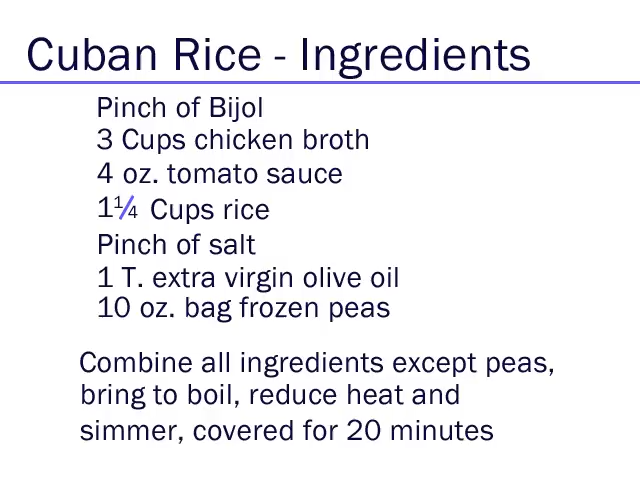 Cuban Rice - Ingredients
Pinch of Bijol
3 Cups chicken broth
4 oz. tomato sauce
1 1/4 Cups rice
Pinch of salt
1 T. extra virgin olive oil
10 oz. bag frozen peas
Combine all ingredients except peas,
bring to boil, reduce heat and
simmer, covered for 20 minutes